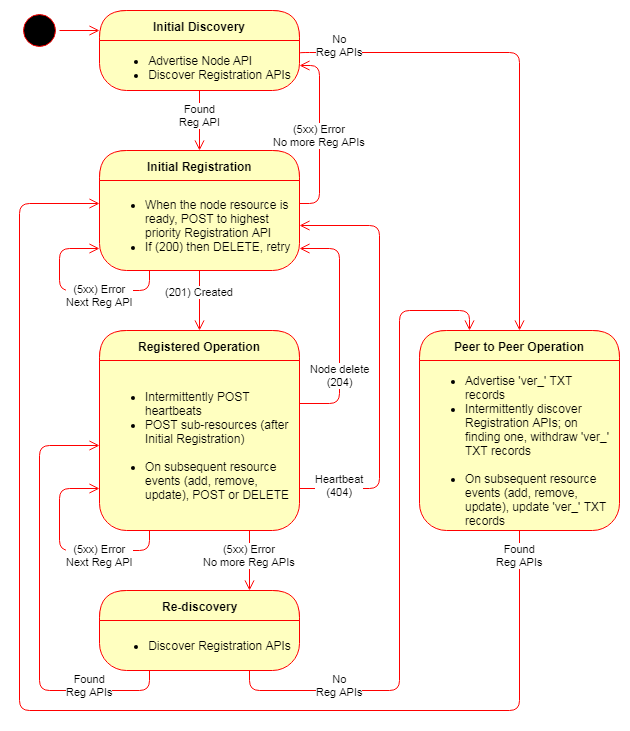 Initial Discovery
• Advertise Node API
• Discover Registration APIs
No
Reg APIs
Found
Reg API
(5xx) Error
No more Reg APIs
Initial Registration
• When the node resource is
ready, POST to highest
priority Registration API
• If (200) then DELETE, retry
(5xx) Error
Next Reg API
(201) Created
Registered Operation
• Intermittently POST
heartbeats
• POST sub-resources (after
Initial Registration)
• On subsequent resource
events (add, remove,
update), POST or DELETE
Node delete
(204)
Heartbeat
(404)
Peer to Peer Operation
• Advertise 'ver_' TXT
records
• Intermittently discover
Registration APIs; on
finding one, withdraw 'ver_'
TXT records
• On subsequent resource
events (add, remove,
update), update 'ver_' TXT
records
(5xx) Error
Next Reg API
(5xx) Error
No more Reg APIs
Found
Reg APIs
Re-discovery
• Discover Registration APIs
Found
Reg APIs
No
Reg APIs